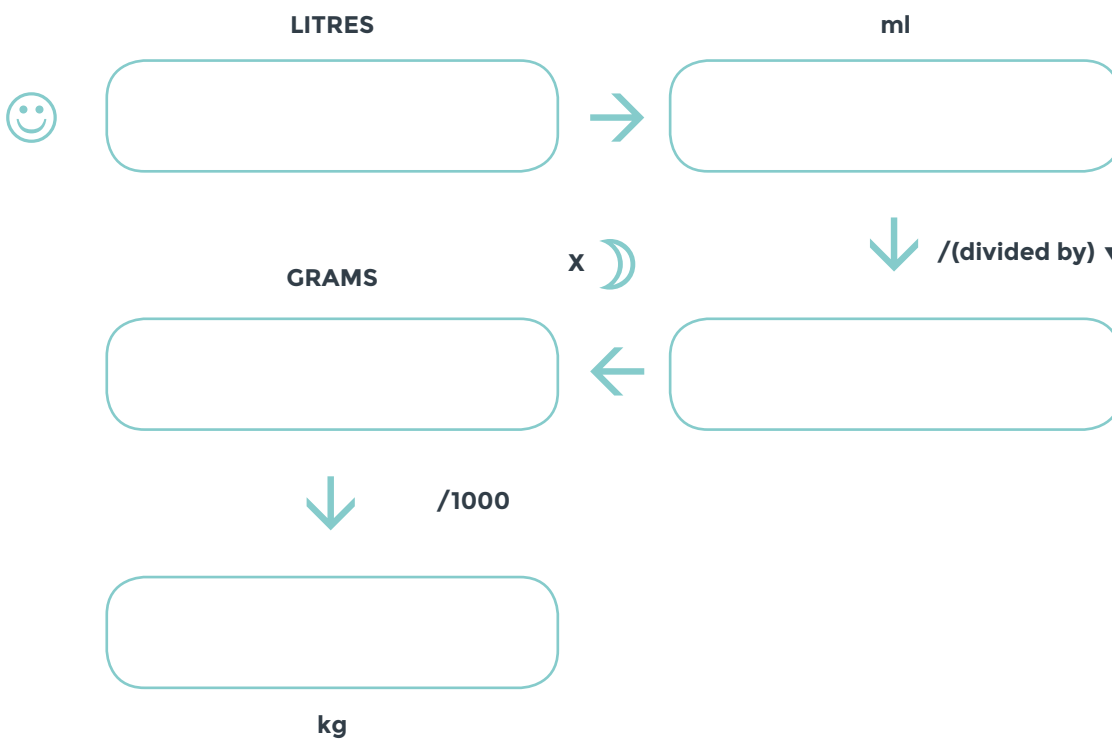 LITRES
ml
/(divided by)
X
GRAMS
/1000
kg